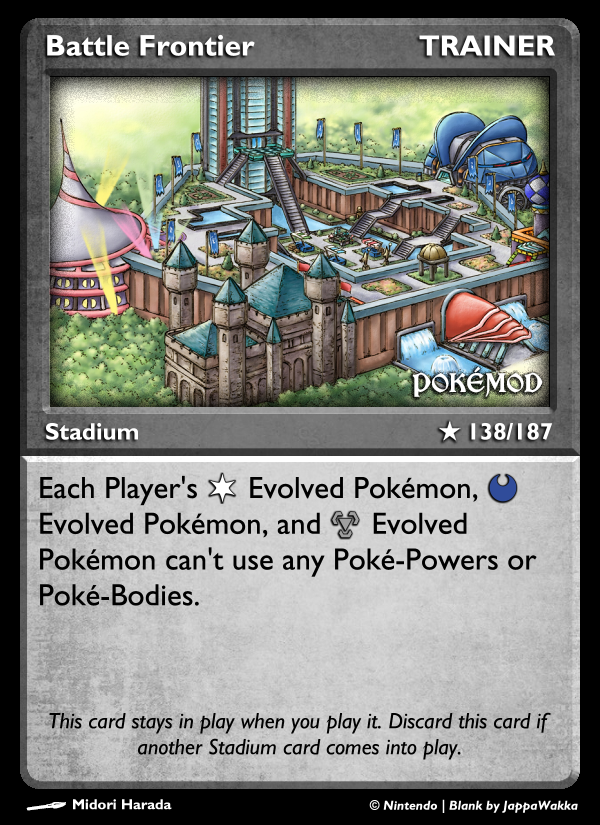 Battle Frontier TRAINER
POKÉMOD
Stadium ★ 138/187
Each Player's Evolved Pokémon,
Evolved Pokémon, and Evolved
Pokémon can't use any Poké-Powers or
Poké-Bodies.
This card stays in play when you play it. Discard this card if
another Stadium card comes into play.
Midori Harada © Nintendo | Blank by JappaWakka